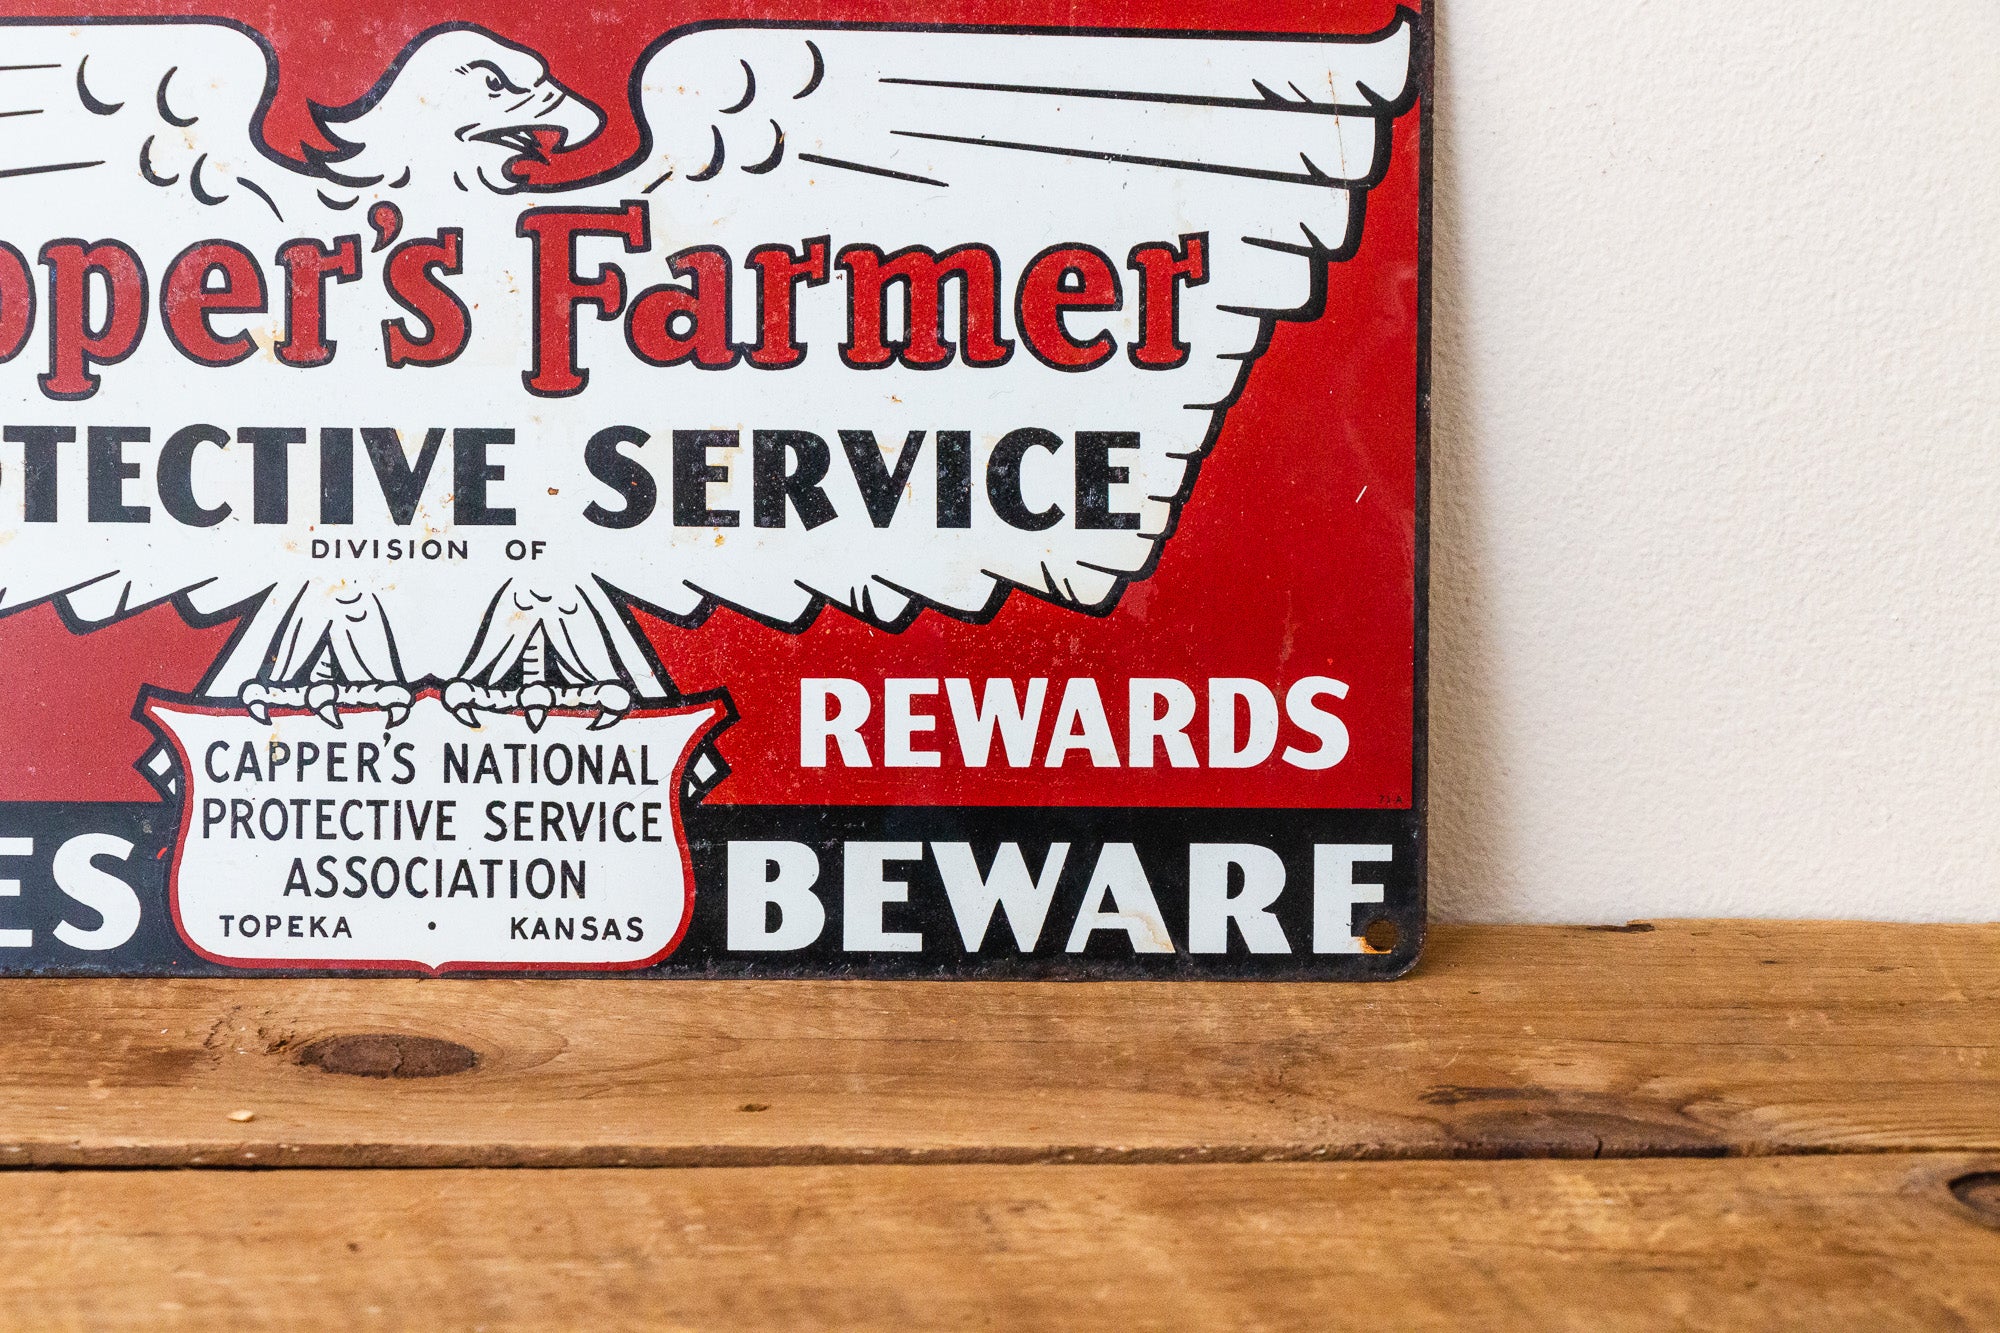 pper's Farmer
TECTIVE SERVICE
DIVISION OF
REWARDS
CAPPER'S NATIONAL
PROTECTIVE SERVICE
ASSOCIATION
TOPEKA • KANSAS
ES BEWARE